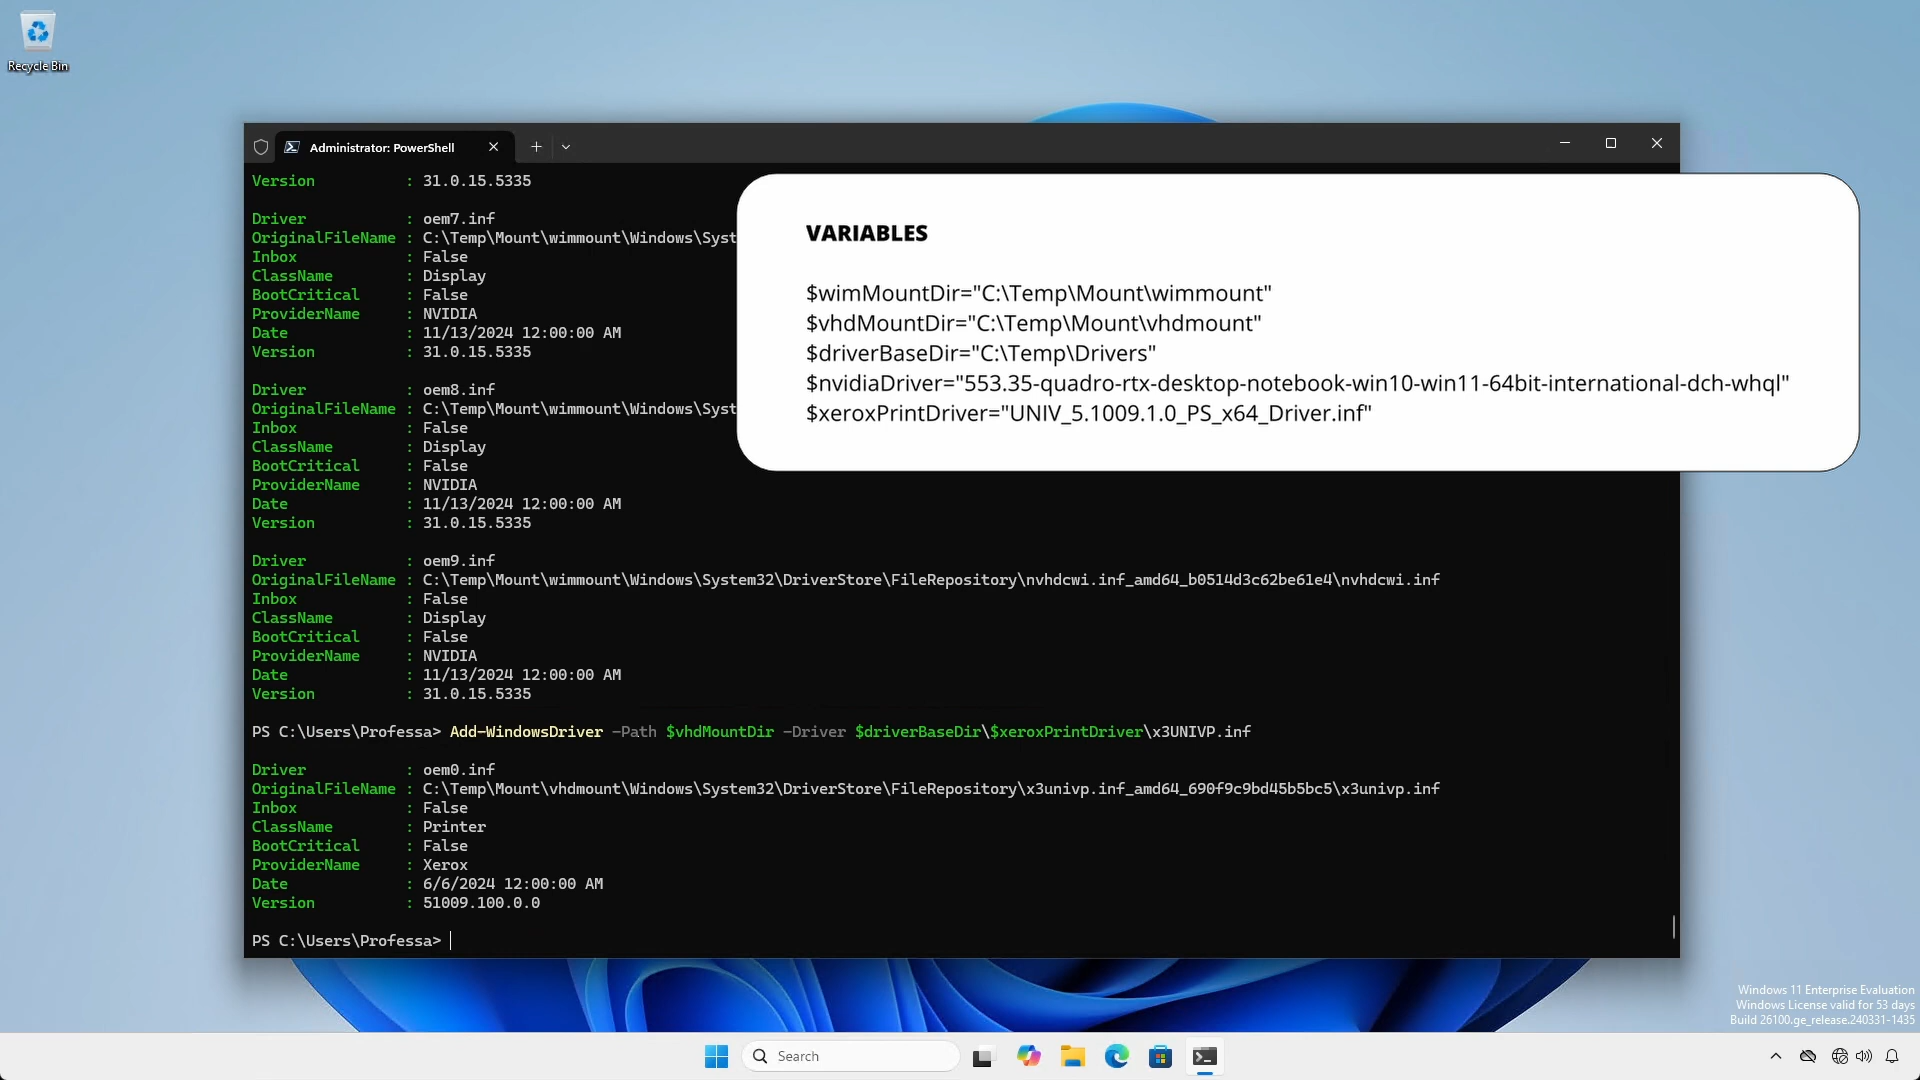 Recycle Bin
Administrator: PowerShell
Version : 31.0.15.5335
Driver : oem7.inf
OriginalFileName : C:\Temp\Mount\wimmount\Windows\Syst
Inbox : False
ClassName : Display
BootCritical : False
ProviderName : NVIDIA
Date : 11/13/2024 12:00:00 AM
Version : 31.0.15.5335
Driver : oem8.inf
OriginalFileName : C:\Temp\Mount\wimmount\Windows\Syst
Inbox : False
ClassName : Display
BootCritical : False
ProviderName : NVIDIA
Date : 11/13/2024 12:00:00 AM
Version : 31.0.15.5335
VARIABLES
$wimMountDir="C:\Temp\Mount\wimmount"
$vhdMountDir="C:\Temp\Mount\vhdmount"
$driverBaseDir="C:\Temp\Drivers"
$nvidiaDriver="553.35-quadro-rtx-desktop-notebook-win10-win11-64bit-international-dch-whql"
$xeroxPrintDriver="UNIV_5.1009.1.0_PS_x64_Driver.inf"
Driver : oem9.inf
OriginalFileName : C:\Temp\Mount\wimmount\Windows\System32\DriverStore\FileRepository\nvhdcwi.inf_amd64_b0514d3c62be61e4\nvhdcwi.inf
Inbox : False
ClassName : Display
BootCritical : False
ProviderName : NVIDIA
Date : 11/13/2024 12:00:00 AM
Version : 31.0.15.5335
PS C:\Users\Professa> Add-WindowsDriver -Path $vhdMountDir -Driver $driverBaseDir\$xeroxPrintDriver\x3UNIVP.inf
Driver : oem0.inf
OriginalFileName : C:\Temp\Mount\vhdmount\Windows\System32\DriverStore\FileRepository\x3univp.inf_amd64_690f9c9bd45b5bc5\x3univp.inf
Inbox : False
ClassName : Printer
BootCritical : False
ProviderName : Xerox
Date : 6/6/2024 12:00:00 AM
Version : 51009.100.0.0
PS C:\Users\Professa>
Windows 11 Enterprise Evaluation
Windows License valid for 53 days
Build 26100.ge_release.240331-1435
Search